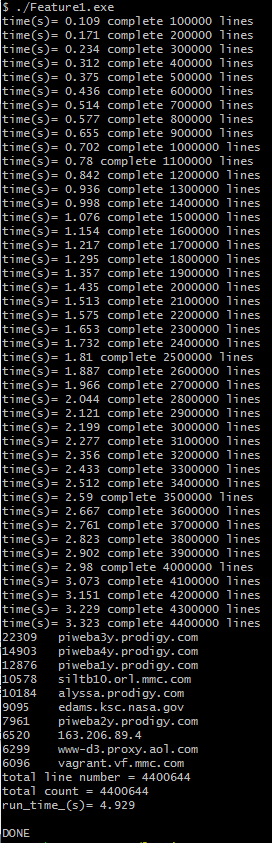 $ ./Feature1.exe
time(s)= 0.109 complete 100000 lines
time(s)= 0.171 complete 200000 lines
time(s)= 0.234 complete 300000 lines
time(s)= 0.312 complete 400000 lines
time(s)= 0.375 complete 500000 lines
time(s)= 0.436 complete 600000 lines
time(s)= 0.514 complete 700000 lines
time(s)= 0.577 complete 800000 lines
time(s)= 0.655 complete 900000 lines
time(s)= 0.702 complete 1000000 lines
time(s)= 0.78 complete 1100000 lines
time(s)= 0.842 complete 1200000 lines
time(s)= 0.936 complete 1300000 lines
time(s)= 0.998 complete 1400000 lines
time(s)= 1.076 complete 1500000 lines
time(s)= 1.154 complete 1600000 lines
time(s)= 1.217 complete 1700000 lines
time(s)= 1.295 complete 1800000 lines
time(s)= 1.357 complete 1900000 lines
time(s)= 1.435 complete 2000000 lines
time(s)= 1.513 complete 2100000 lines
time(s)= 1.575 complete 2200000 lines
time(s)= 1.653 complete 2300000 lines
time(s)= 1.732 complete 2400000 lines
time(s)= 1.81 complete 2500000 lines
time(s)= 1.887 complete 2600000 lines
time(s)= 1.966 complete 2700000 lines
time(s)= 2.044 complete 2800000 lines
time(s)= 2.121 complete 2900000 lines
time(s)= 2.199 complete 3000000 lines
time(s)= 2.277 complete 3100000 lines
time(s)= 2.356 complete 3200000 lines
time(s)= 2.433 complete 3300000 lines
time(s)= 2.512 complete 3400000 lines
time(s)= 2.59 complete 3500000 lines
time(s)= 2.667 complete 3600000 lines
time(s)= 2.761 complete 3700000 lines
time(s)= 2.823 complete 3800000 lines
time(s)= 2.902 complete 3900000 lines
time(s)= 2.98 complete 4000000 lines
time(s)= 3.073 complete 4100000 lines
time(s)= 3.151 complete 4200000 lines
time(s)= 3.229 complete 4300000 lines
time(s)= 3.323 complete 4400000 lines
22309 piweba3y.prodigy.com
14903 piweba4y.prodigy.com
12876 piweba1y.prodigy.com
10578 siltb10.orl.mmc.com
10184 alyssa.prodigy.com
9095 edams.ksc.nasa.gov
7961 piweba2y.prodigy.com
6520 163.206.89.4
6299 www-d3.proxy.aol.com
6096 vagrant.vf.mmc.com
total line number = 4400644
total count = 4400644
run_time_(s)= 4.929
DONE